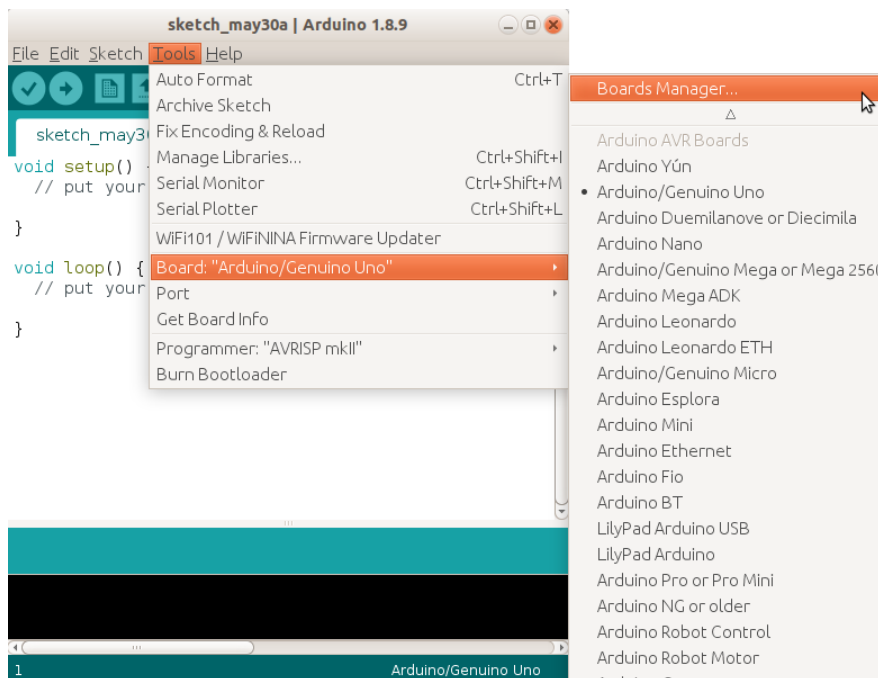 sketch_may30a | Arduino 1.8.9
File Edit Sketch Tools Help
sketch_may3
void setup()
// put your
}
void loop() {
// put your
}
Auto Format Ctrl+T
Archive Sketch
Fix Encoding & Reload
Manage Libraries... Ctrl+Shift+I
Serial Monitor Ctrl+Shift+M
Serial Plotter Ctrl+Shift+L
WiFi101 / WiFiNINA Firmware Updater
Board: "Arduino/Genuino Uno"
Port
Get Board Info
Programmer: "AVRISP mkII"
Burn Bootloader
Boards Manager...
Arduino AVR Boards
Arduino Yún
Arduino/Genuino Uno
Arduino Duemilanove or Diecimila
Arduino Nano
Arduino/Genuino Mega or Mega 256
Arduino Mega ADK
Arduino Leonardo
Arduino Leonardo ETH
Arduino/Genuino Micro
Arduino Esplora
Arduino Mini
Arduino Ethernet
Arduino Fio
Arduino BT
LilyPad Arduino USB
LilyPad Arduino
Arduino Pro or Pro Mini
Arduino NG or older
Arduino Robot Control
Arduino Robot Motor
1 Arduino/Genuino Uno